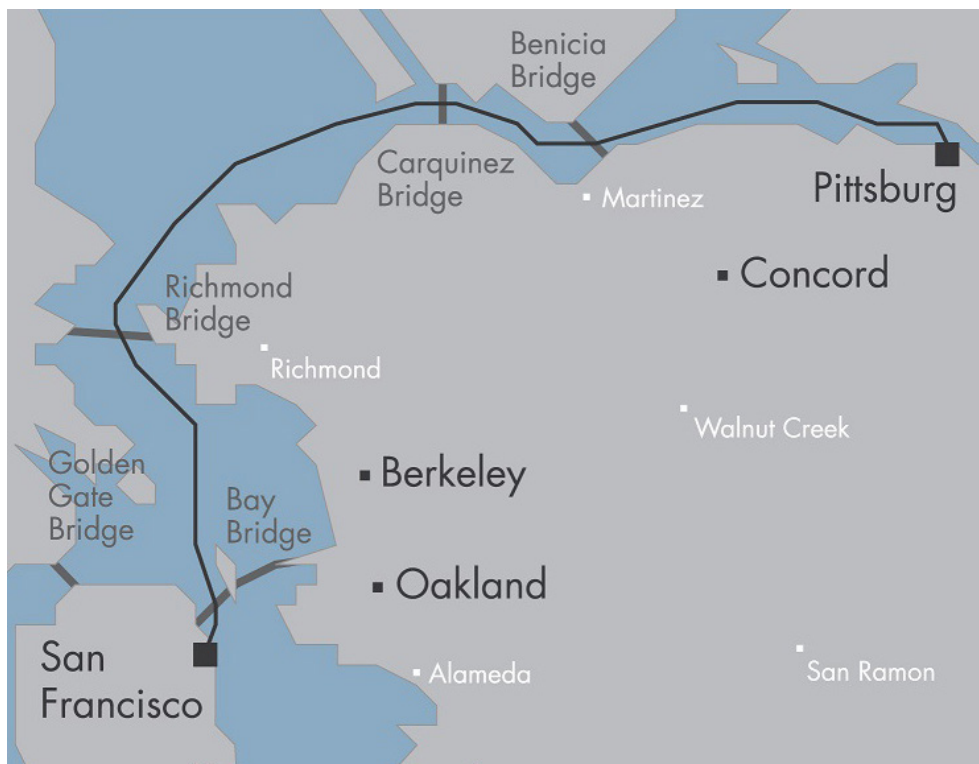 Benicia
Bridge
Carquinez
Bridge
Pittsburg
Martinez
Concord
Richmond
Bridge
Richmond
Walnut Creek
Golden
Gate
Bridge
Berkeley
Bay
Bridge
Oakland
San
Francisco
Alameda
San Ramon